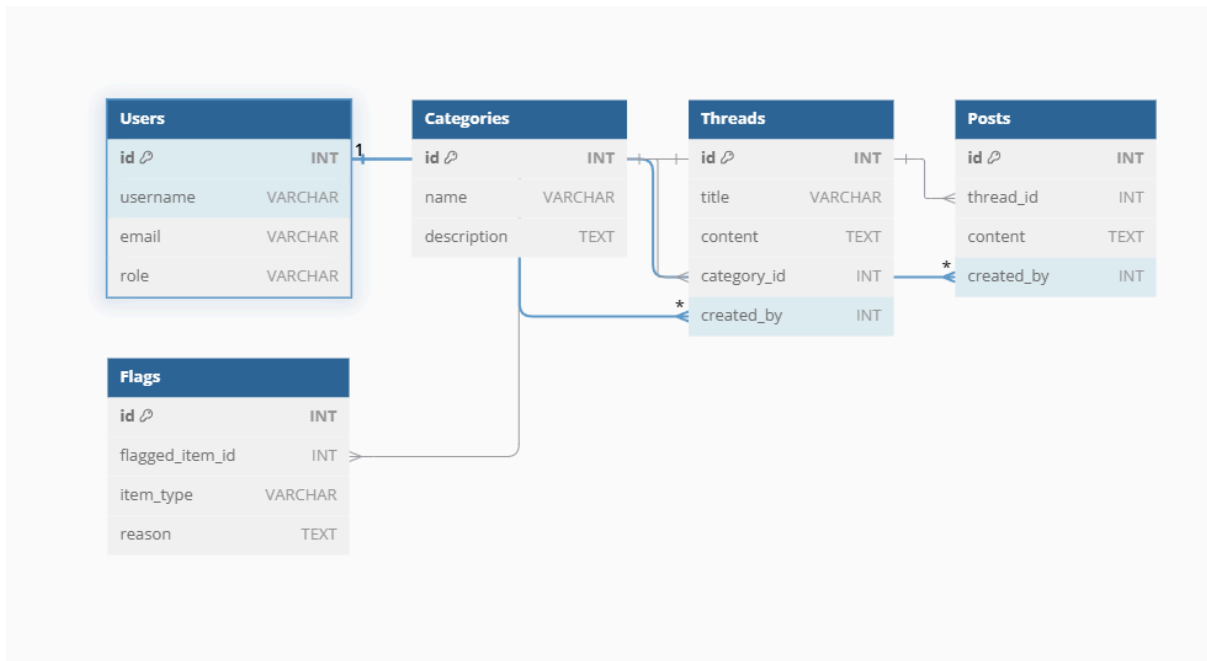 Users
id INT
username VARCHAR
email VARCHAR
role VARCHAR
1
Categories
id INT
name VARCHAR
description TEXT
Threads
id INT
title VARCHAR
content TEXT
category_id INT
* created_by INT
Posts
id INT
thread_id INT
content TEXT
* created_by INT
Flags
id INT
flagged_item_id INT
item_type VARCHAR
reason TEXT